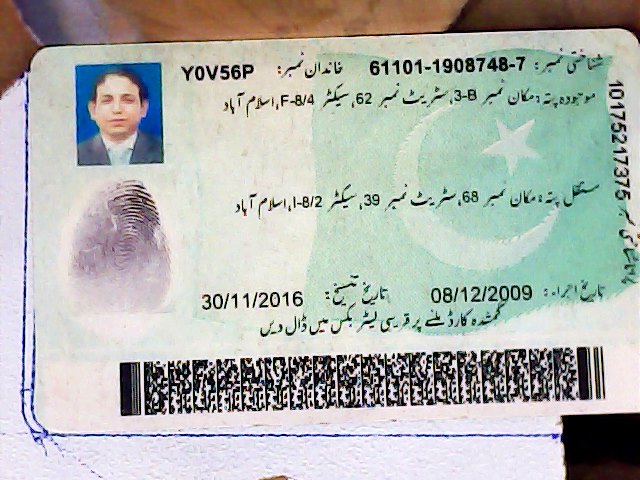 شناختی نمبر: 61101-1908748-7 خاندان نمبر: Y0V56P
موجودہ پتہ: مکان نمبر 3-B، سٹریٹ نمبر 62، سیکٹر F-8/4، اسلام آباد
مستقل پتہ: مکان نمبر 68، سٹریٹ نمبر 39، سیکٹر I-8/2، اسلام آباد
تاریخ اجراء: 08/12/2009 تاریخ تنسیخ: 30/11/2016
گمشدہ کارڈ ملنے پر قریبی لیٹر بکس میں ڈال دیں
10175217375